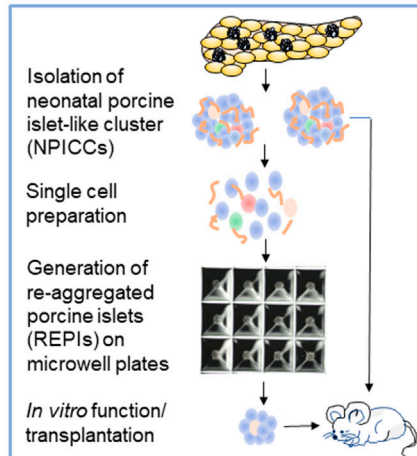 Isolation of
neonatal porcine
islet-like cluster
(NPICCs)
Single cell
preparation
Generation of
re-aggregated
porcine islets
(REPIs) on
microwell plates
In vitro function/
transplantation